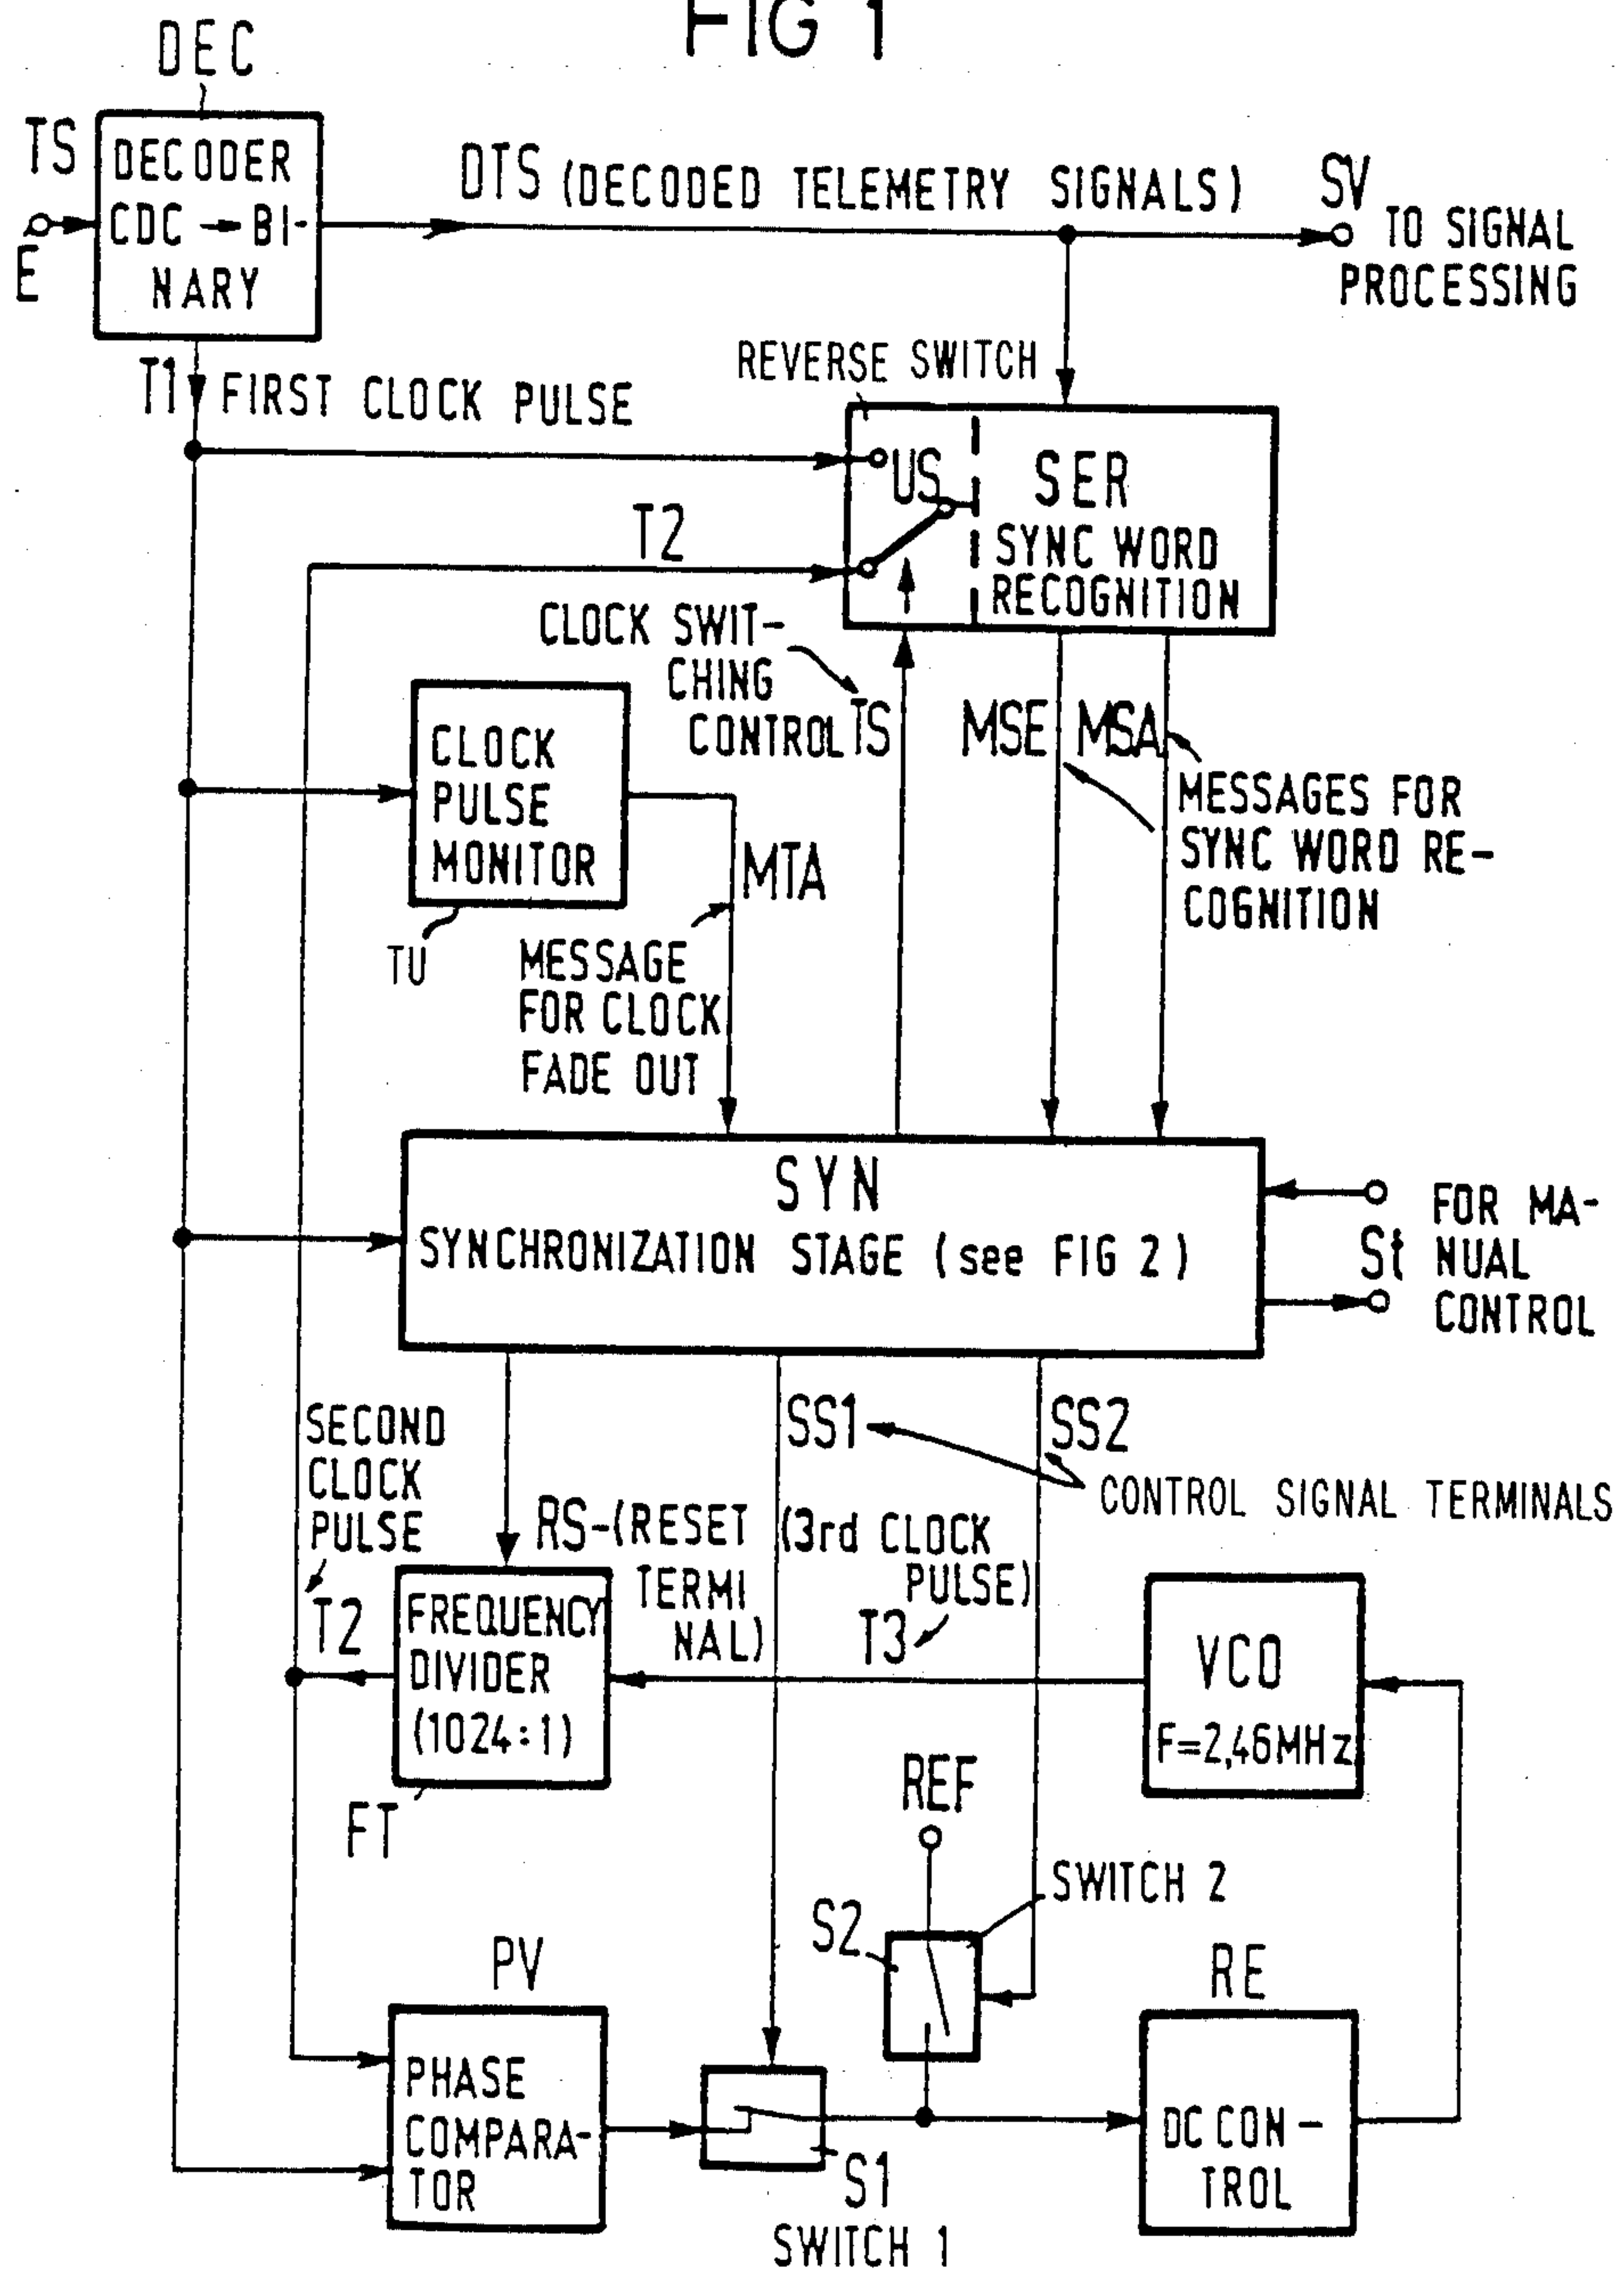 FIG 1
DEC
TS
DECODER
CDC → BI-
NARY
E
DTS (DECODED TELEMETRY SIGNALS)
SV
TO SIGNAL
PROCESSING
T1
FIRST CLOCK PULSE
REVERSE SWITCH
US
SER
SYNC WORD
RECOGNITION
T2
CLOCK SWIT-
CHING
CONTROL TS
MSE
MSA
MESSAGES FOR
SYNC WORD RE-
COGNITION
CLOCK
PULSE
MONITOR
TU
MTA
MESSAGE
FOR CLOCK
FADE OUT
SYN
SYNCHRONIZATION STAGE (see FIG 2)
St
FOR MA-
NUAL
CONTROL
SECOND
CLOCK
PULSE
T2
SS1
SS2
CONTROL SIGNAL TERMINALS
RS-(RESET
TERMI
NAL)
(3rd CLOCK
PULSE)
T3
FREQUENCY
DIVIDER
(1024:1)
FT
VCO
F=2,46MHz
REF
S2
SWITCH 2
PV
PHASE
COMPARA-
TOR
S1
SWITCH 1
RE
DC CON-
TROL